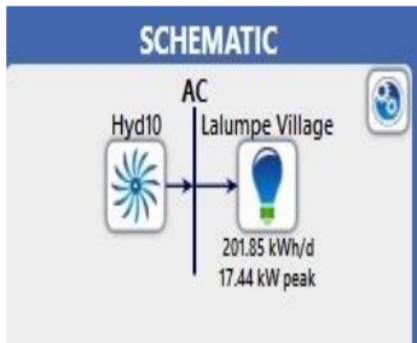 SCHEMATIC
AC
Hyd10 Lalumpe Village
201.85 kWh/d
17.44 kW peak